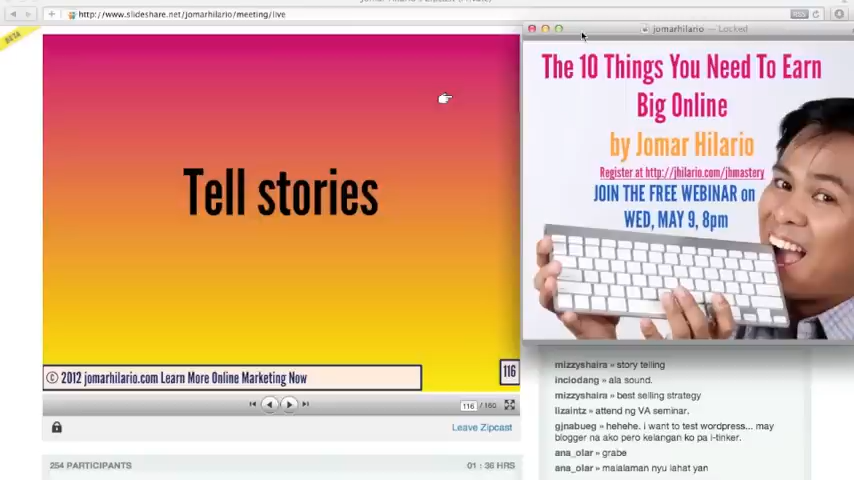 http://www.slideshare.net/jomarhilario/meeting/live
RSS
BETA
jomarhilario — Locked
Tell stories
© 2012 jomarhilario.com Learn More Online Marketing Now
116
116 / 160
Leave Zipcast
254 PARTICIPANTS
01 : 36 HRS
The 10 Things You Need To Earn
Big Online
by Jomar Hilario
Register at http://jhilario.com/jhmastery
JOIN THE FREE WEBINAR on
WED, MAY 9, 8pm
mizzyshaira » story telling
inciodang » ala sound.
mizzyshaira » best selling strategy
lizaintz » attend ng VA seminar.
gjnabueg » hehehe. i want to test wordpress... may
blogger na ako pero kelangan ko pa i-tinker.
ana_olar » grabe
ana_olar » malalaman nyu lahat yan